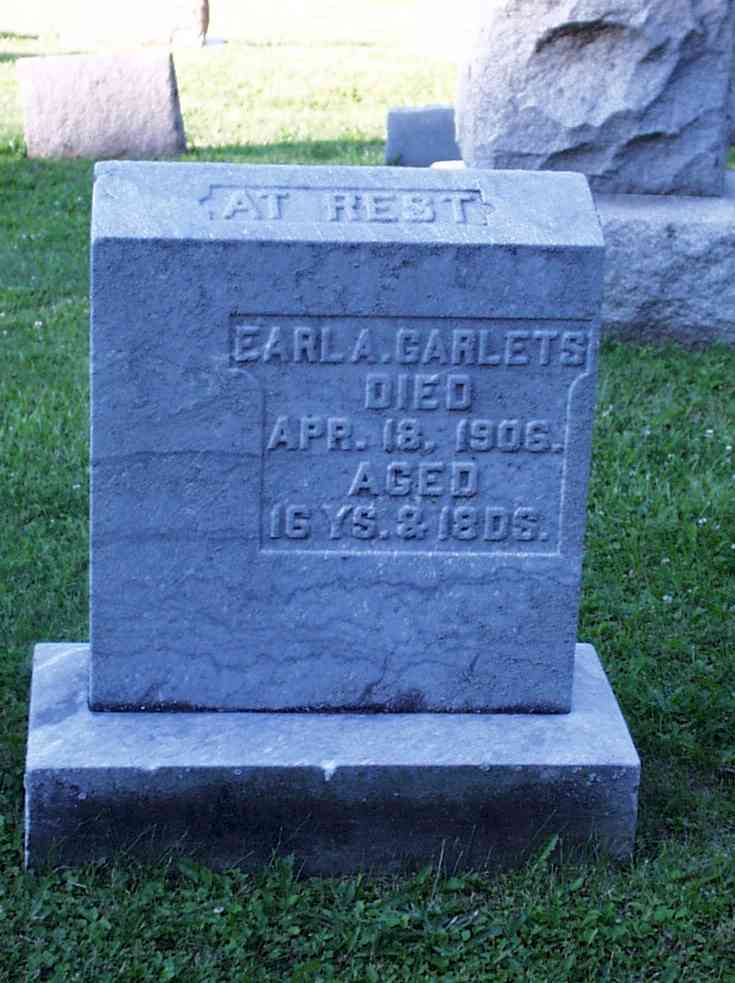 AT REST
EARL A. GARLETS
DIED
APR. 18, 1906.
AGED
16 YS. & 18 DS.